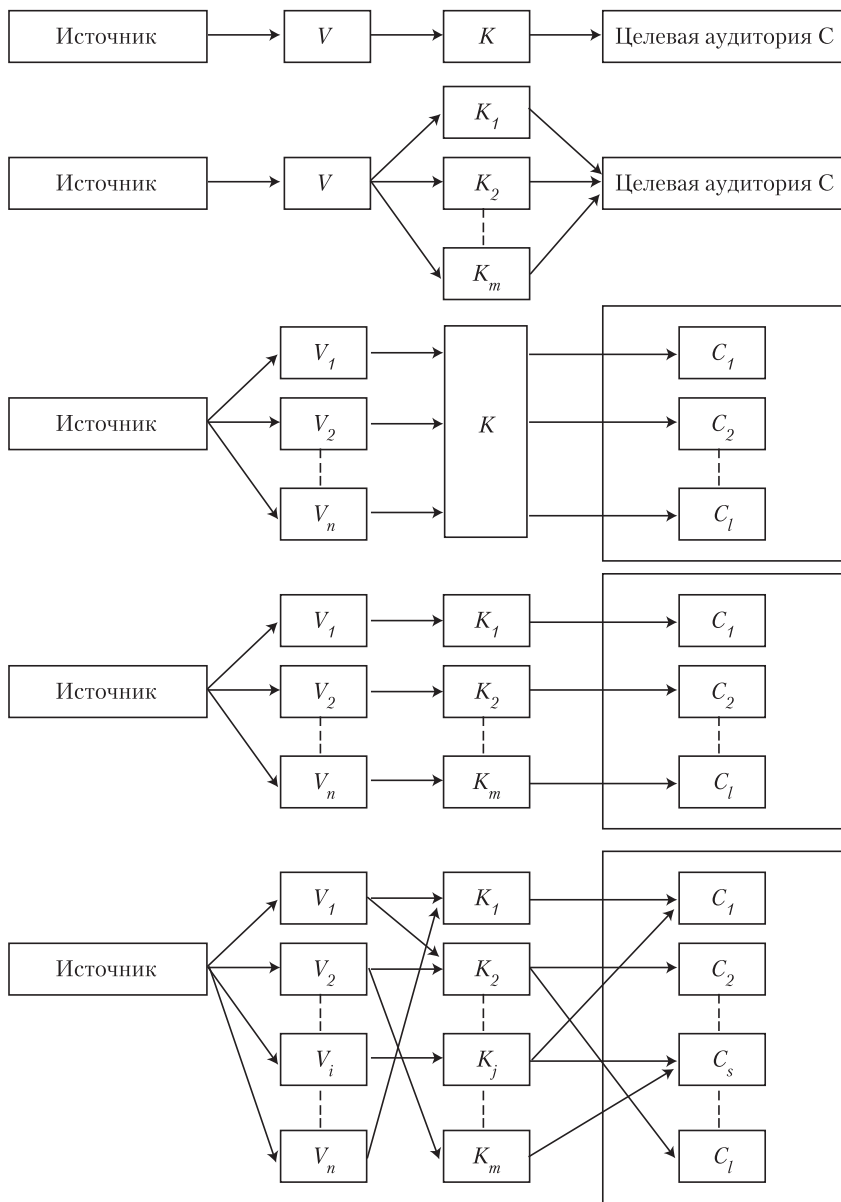 Источник V K Целевая аудитория С
K₁
Источник V K₂ Целевая аудитория С
Kₘ
V₁ C₁
Источник V₂ K C₂
Vₙ Cₗ
V₁ K₁ C₁
Источник V₂ K₂ C₂
Vₙ Kₘ Cₗ
V₁ K₁ C₁
Источник V₂ K₂ C₂
Vᵢ Kⱼ Cₛ
Vₙ Kₘ Cₗ